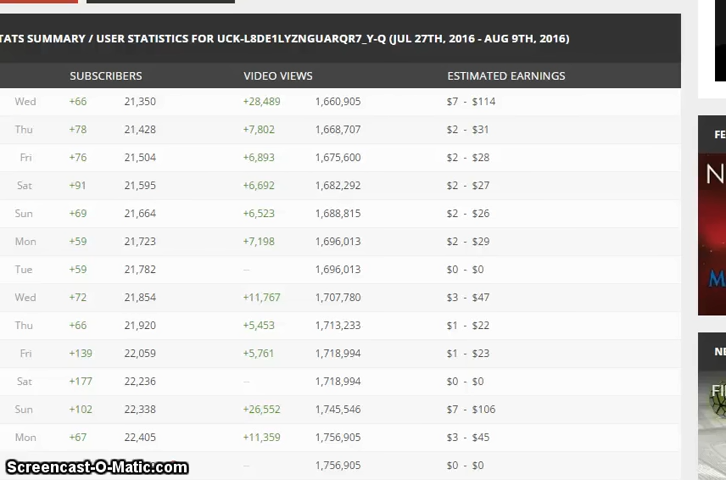 TATS SUMMARY / USER STATISTICS FOR UCK-L8DE1LYZNGUARQR7_Y-Q (JUL 27TH, 2016 - AUG 9TH, 2016)
SUBSCRIBERS VIDEO VIEWS ESTIMATED EARNINGS
Wed +66 21,350 +28,489 1,660,905 $7 - $114
Thu +78 21,428 +7,802 1,668,707 $2 - $31
Fri +76 21,504 +6,893 1,675,600 $2 - $28
Sat +91 21,595 +6,692 1,682,292 $2 - $27
Sun +69 21,664 +6,523 1,688,815 $2 - $26
Mon +59 21,723 +7,198 1,696,013 $2 - $29
Tue +59 21,782 -- 1,696,013 $0 - $0
Wed +72 21,854 +11,767 1,707,780 $3 - $47
Thu +66 21,920 +5,453 1,713,233 $1 - $22
Fri +139 22,059 +5,761 1,718,994 $1 - $23
Sat +177 22,236 -- 1,718,994 $0 - $0
Sun +102 22,338 +26,552 1,745,546 $7 - $106
Mon +67 22,405 +11,359 1,756,905 $3 - $45
-- 1,756,905 $0 - $0
Screencast-O-Matic.com
FE
N
M
NE
FI